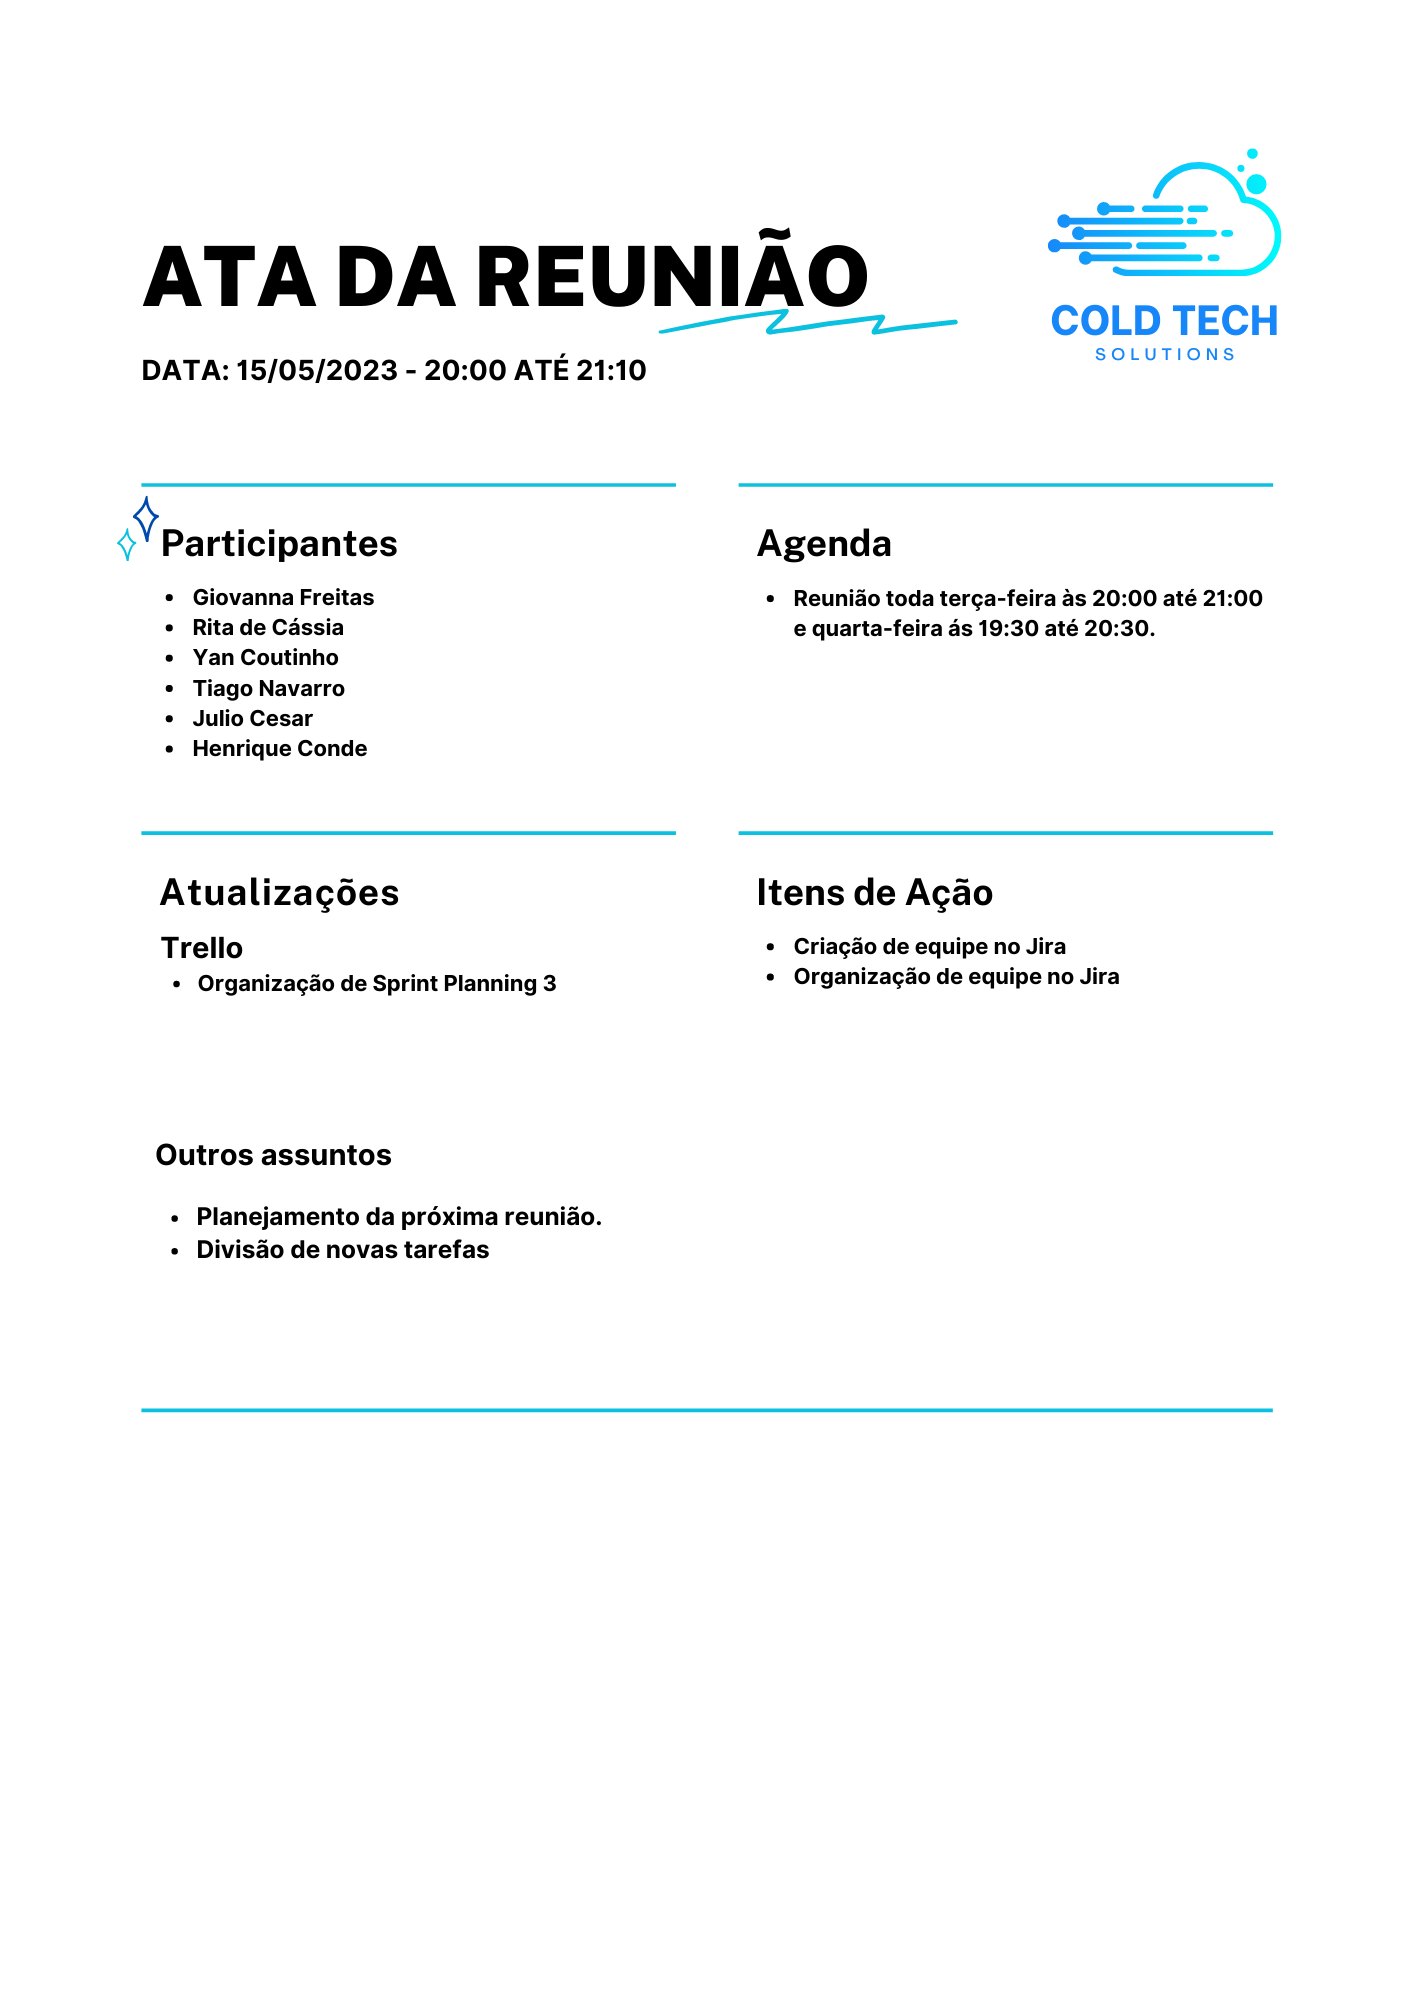 ATA DA REUNIÃO
COLD TECH
SOLUTIONS
DATA: 15/05/2023 - 20:00 ATÉ 21:10
Participantes
• Giovanna Freitas
• Rita de Cássia
• Yan Coutinho
• Tiago Navarro
• Julio Cesar
• Henrique Conde
Agenda
• Reunião toda terça-feira às 20:00 até 21:00
e quarta-feira ás 19:30 até 20:30.
Atualizações
Trello
• Organização de Sprint Planning 3
Itens de Ação
• Criação de equipe no Jira
• Organização de equipe no Jira
Outros assuntos
• Planejamento da próxima reunião.
• Divisão de novas tarefas